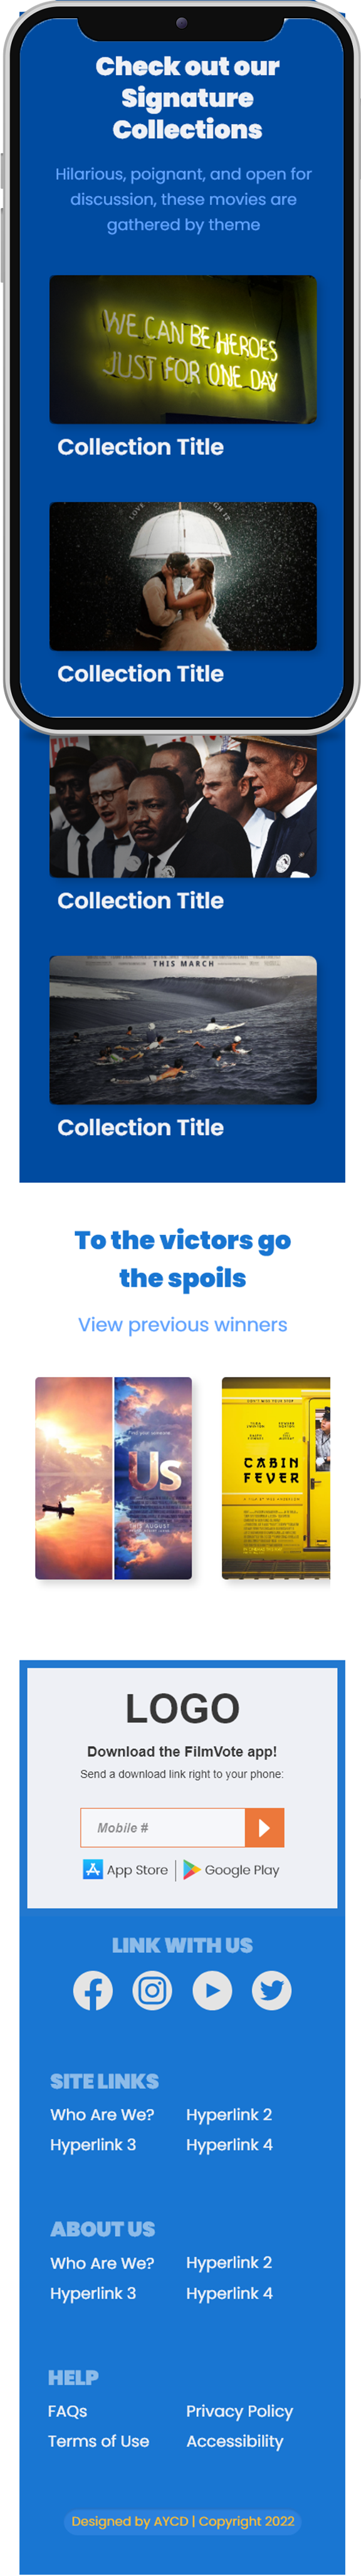 Check out our
Signature
Collections
Hilarious, poignant, and open for
discussion, these movies are
gathered by theme
WE CAN BE HEROES
JUST FOR ONE DAY
Collection Title
LOVE
Collection Title
Collection Title
THIS MARCH
Collection Title
To the victors go
the spoils
View previous winners
Us
THIS AUGUST
CABIN
FEVER
LOGO
Download the FilmVote app!
Send a download link right to your phone:
Mobile #
App Store
Google Play
LINK WITH US
SITE LINKS
Who Are We? Hyperlink 2
Hyperlink 3 Hyperlink 4
ABOUT US
Who Are We? Hyperlink 2
Hyperlink 3 Hyperlink 4
HELP
FAQs Privacy Policy
Terms of Use Accessibility
Designed by AYCD | Copyright 2022